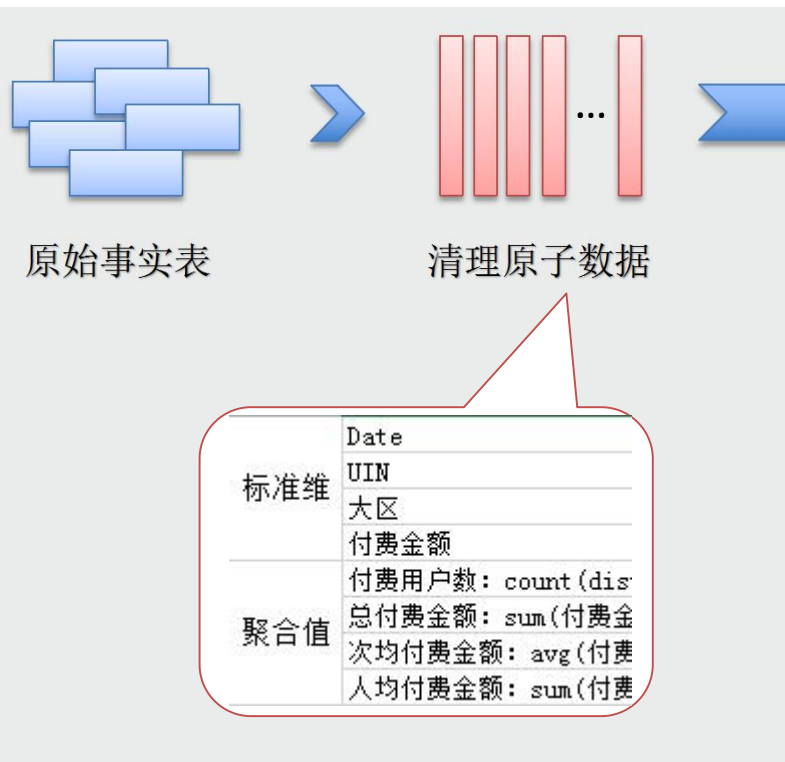 ...
原始事实表
清理原子数据
标准维
Date
UIN
大区
付费金额
聚合值
付费用户数: count(dis
总付费金额: sum(付费金
次均付费金额: avg(付费
人均付费金额: sum(付费